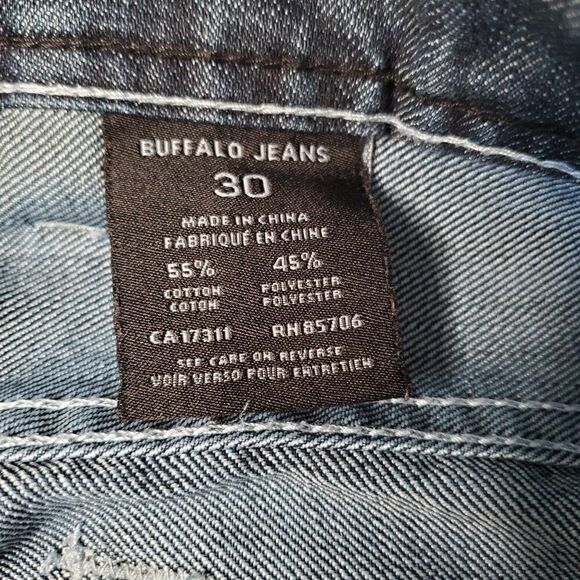 BUFFALO JEANS
30
MADE IN CHINA
FABRIQUÉ EN CHINE
55% 45%
COTTON POLYESTER
COTON POLYESTER
CA17311 RH85706
SEE CARE ON REVERSE
VOIR VERSO POUR ENTRETIEN